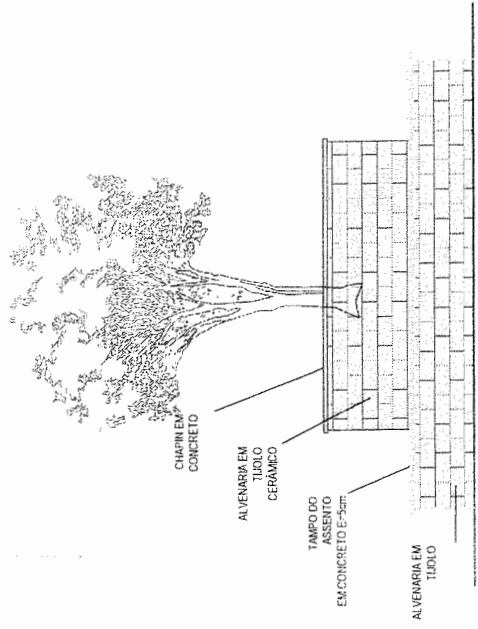 CHAPIN EM
CONCRETO
ALVENARIA EM
TIJOLO
CERÂMICO
TAMPO DO
ASSENTO
EM CONCRETO E=5cm
ALVENARIA EM
TIJOLO